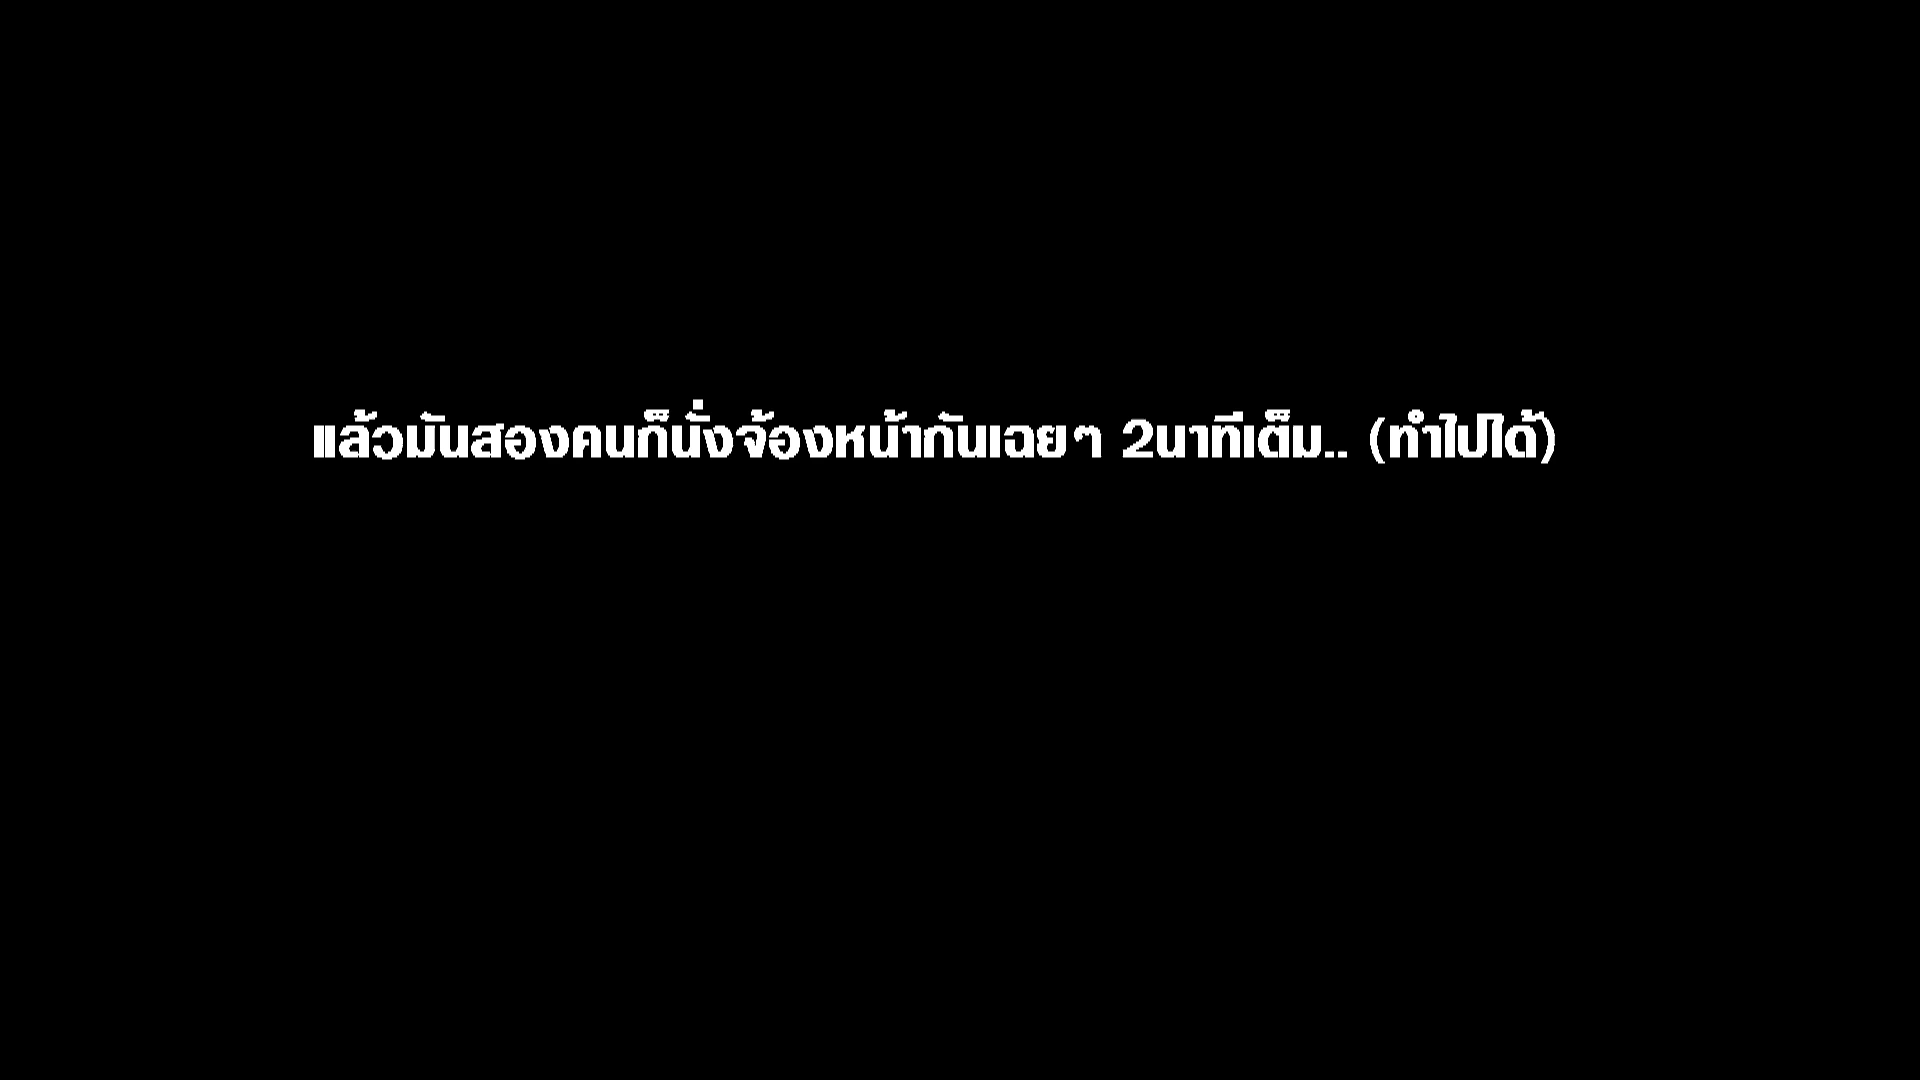 แล้วมันสองคนก็นั่งจ้องหน้ากันเฉยๆ 2นาทีเต็ม.. (ทำไปได้)